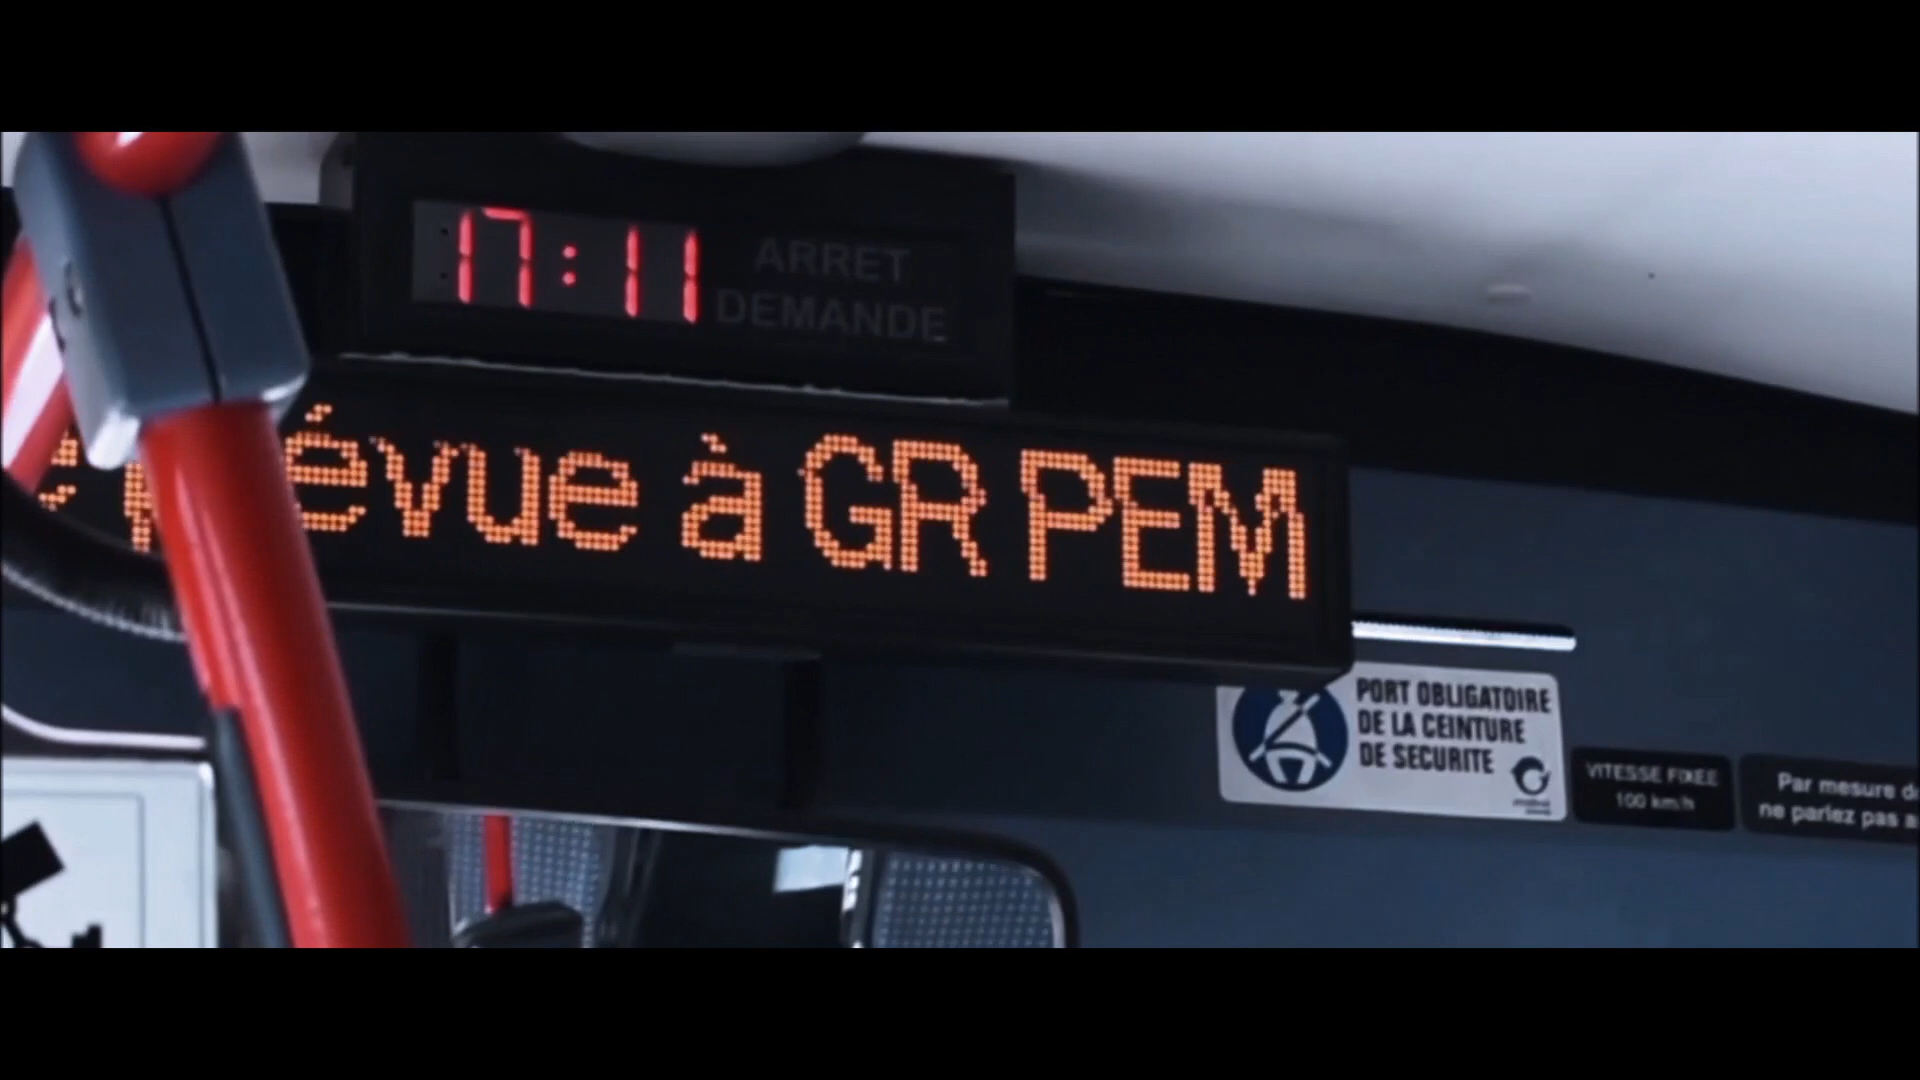 17:11
ARRET
DEMANDE
évue à GR PEM
PORT OBLIGATOIRE
DE LA CEINTURE
DE SECURITE
VITESSE FIXEE
100 km/h
Par mesure d
ne parlez pas a